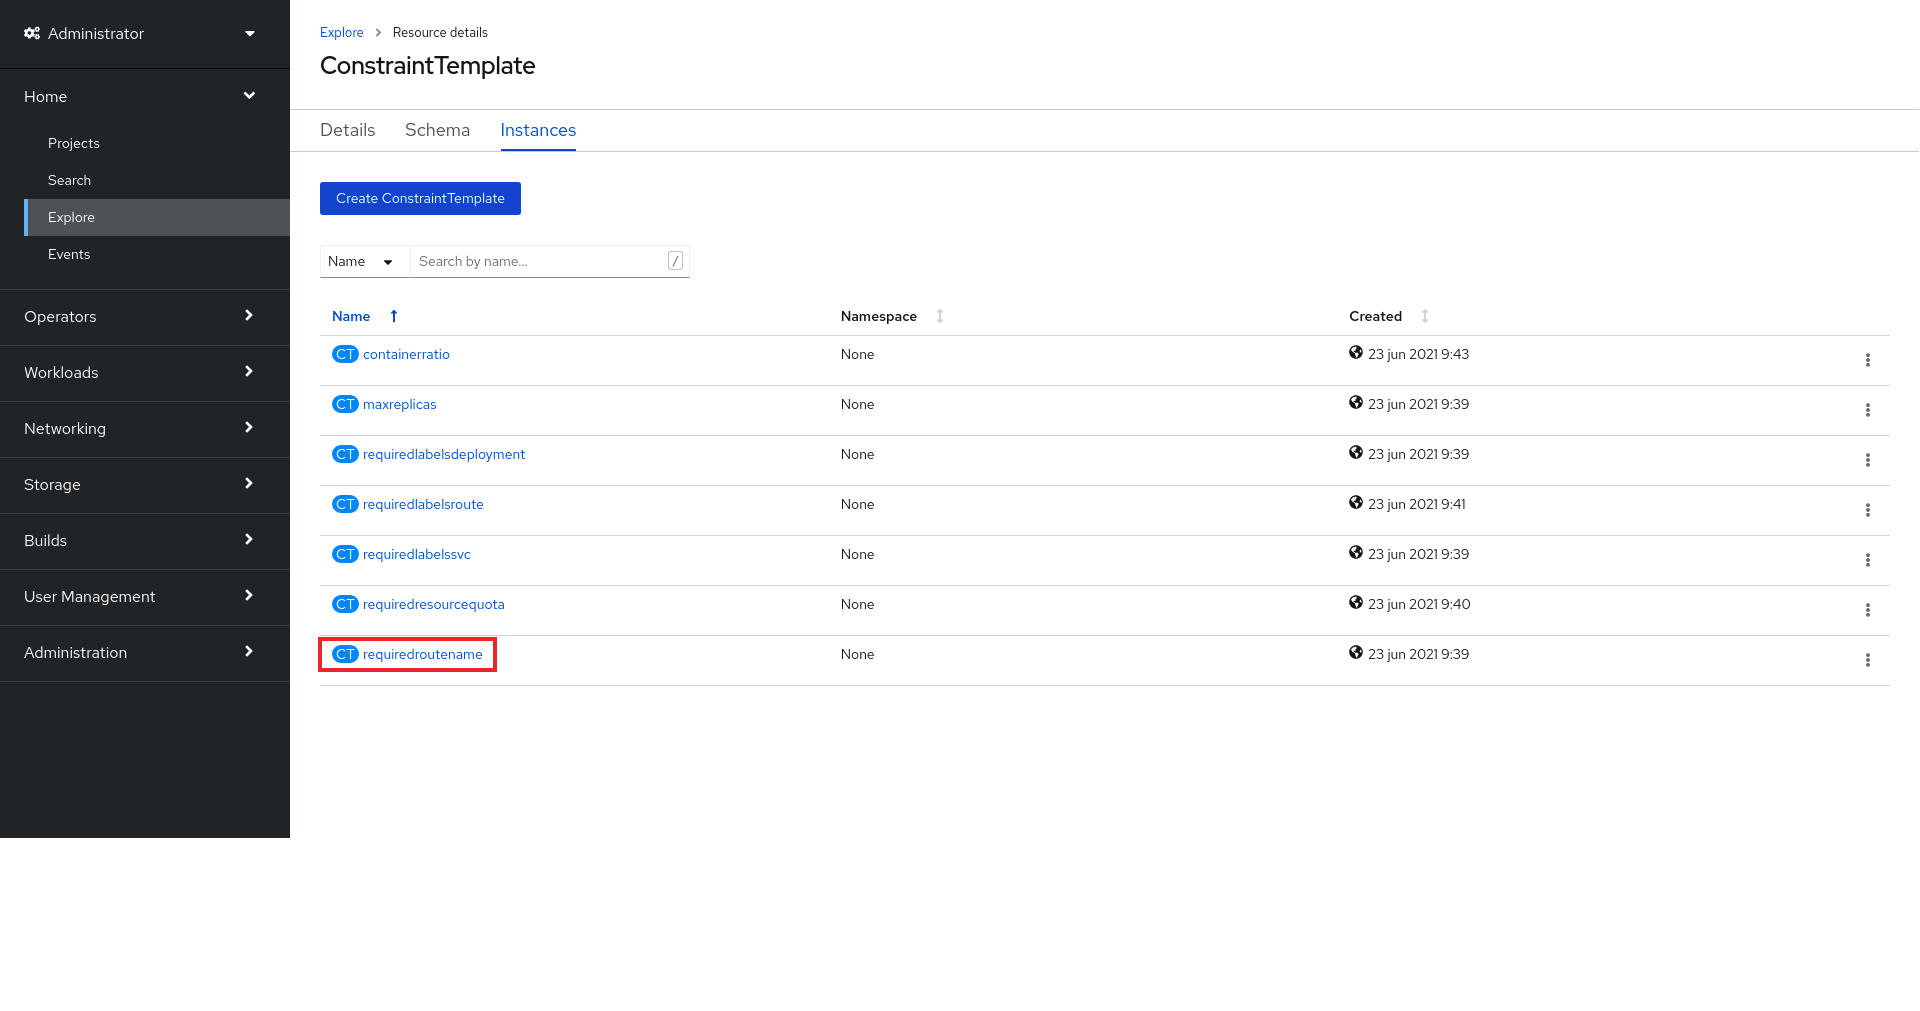 Administrator
Home
Projects
Search
Explore
Events
Operators
Workloads
Networking
Storage
Builds
User Management
Administration
Explore Resource details
ConstraintTemplate
Details Schema Instances
Create ConstraintTemplate
Name Search by name... /
Name Namespace Created
CT containerratio None 23 jun 2021 9:43
CT maxreplicas None 23 jun 2021 9:39
CT requiredlabelsdeployment None 23 jun 2021 9:39
CT requiredlabelsroute None 23 jun 2021 9:41
CT requiredlabelssvc None 23 jun 2021 9:39
CT requiredresourcequota None 23 jun 2021 9:40
CT requiredroutename None 23 jun 2021 9:39